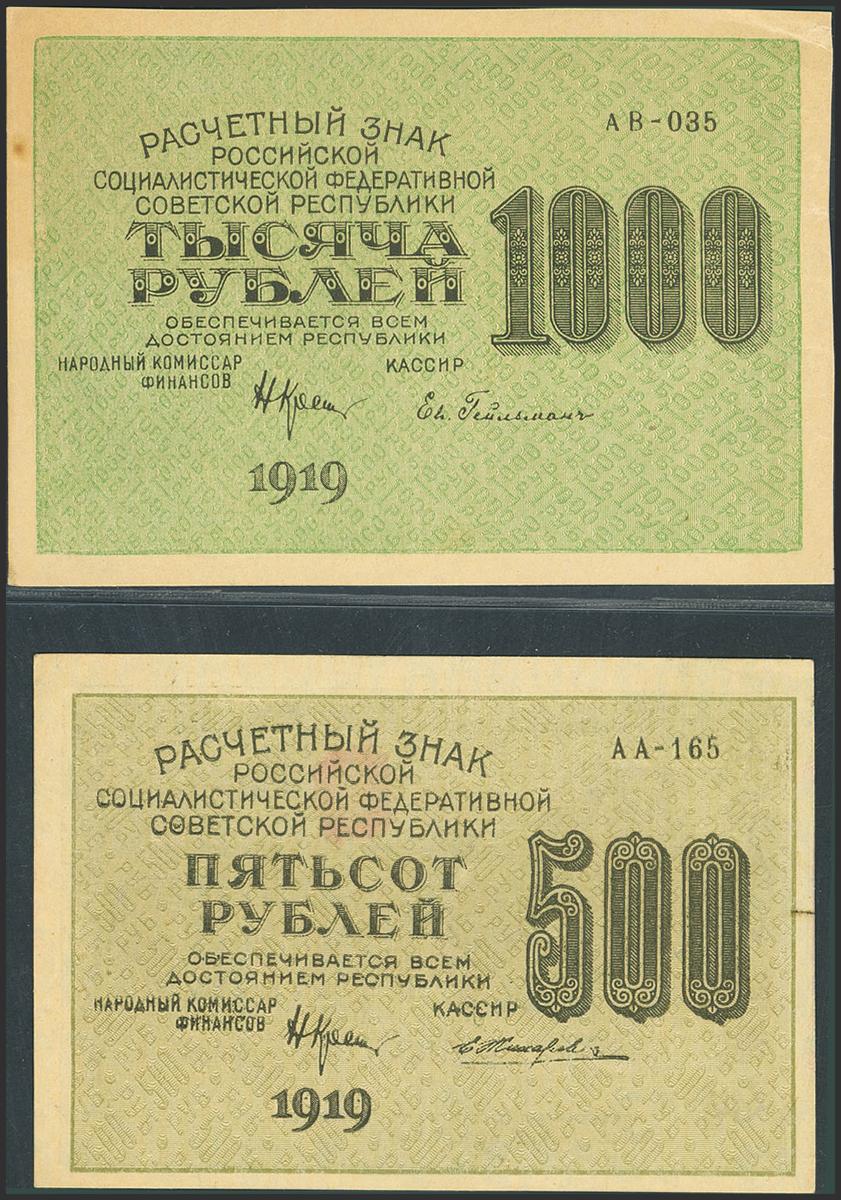 РАСЧЕТНЫЙ ЗНАК
РОССИЙСКОЙ
СОЦИАЛИСТИЧЕСКОЙ ФЕДЕРАТИВНОЙ
СОВЕТСКОЙ РЕСПУБЛИКИ
ТЫСЯЧА
РУБЛЕЙ
ОБЕСПЕЧИВАЕТСЯ ВСЕМ
ДОСТОЯНИЕМ РЕСПУБЛИКИ
НАРОДНЫЙ КОМИССАР
ФИНАНСОВ
КАССИР
Ев. Гейльманъ
1919
АВ-035
1000
РАСЧЕТНЫЙ ЗНАК
РОССИЙСКОЙ
СОЦИАЛИСТИЧЕСКОЙ ФЕДЕРАТИВНОЙ
СОВЕТСКОЙ РЕСПУБЛИКИ
ПЯТЬСОТ
РУБЛЕЙ
ОБЕСПЕЧИВАЕТСЯ ВСЕМ
ДОСТОЯНИЕМ РЕСПУБЛИКИ
НАРОДНЫЙ КОМИССАР
ФИНАНСОВ
КАССИР
1919
АА-165
500